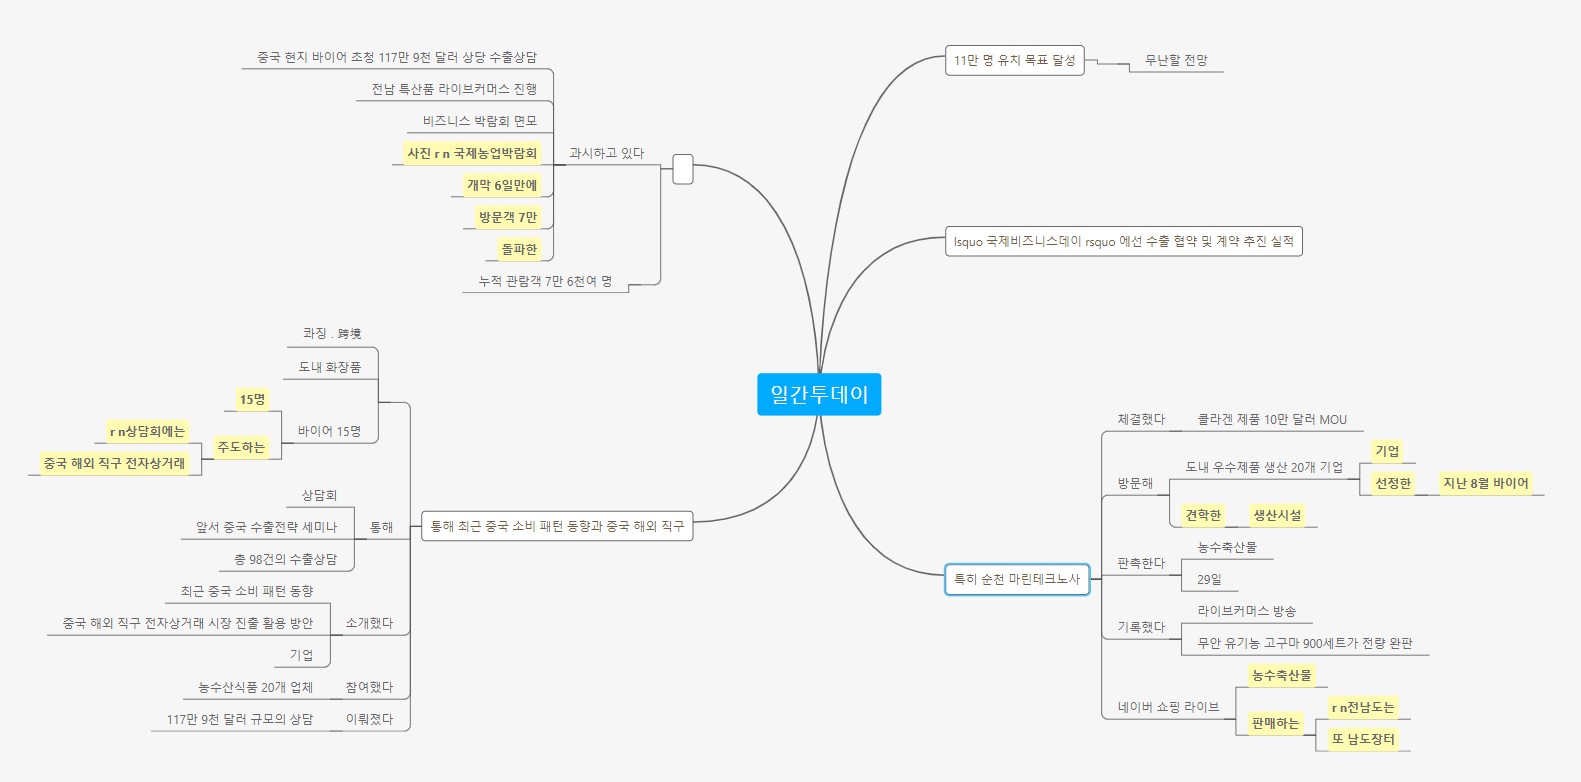 일간투데이
11만 명 유치 목표 달성
무난할 전망
lsquo 국제비즈니스데이 rsquo 에선 수출 협약 및 계약 추진 실적
특히 순천 마린테크노사
체결했다
콜라겐 제품 10만 달러 MOU
방문해
도내 우수제품 생산 20개 기업
기업
선정한
지난 8월 바이어
견학한
생산시설
판촉한다
농수축산물
29일
기록했다
라이브커머스 방송
무안 유기농 고구마 900세트가 전량 완판
네이버 쇼핑 라이브
농수축산물
판매하는
r n전남도는
또 남도장터
과시하고 있다
중국 현지 바이어 초청 117만 9천 달러 상당 수출상담
전남 특산품 라이브커머스 진행
비즈니스 박람회 면모
사진 r n 국제농업박람회
개막 6일만에
방문객 7만
돌파한
누적 관람객 7만 6천여 명
통해 최근 중국 소비 패턴 동향과 중국 해외 직구
콰징 . 跨境
도내 화장품
바이어 15명
15명
주도하는
r n상담회에는
중국 해외 직구 전자상거래
통해
상담회
앞서 중국 수출전략 세미나
총 98건의 수출상담
소개했다
최근 중국 소비 패턴 동향
중국 해외 직구 전자상거래 시장 진출 활용 방안
기업
참여했다
농수산식품 20개 업체
이뤄졌다
117만 9천 달러 규모의 상담